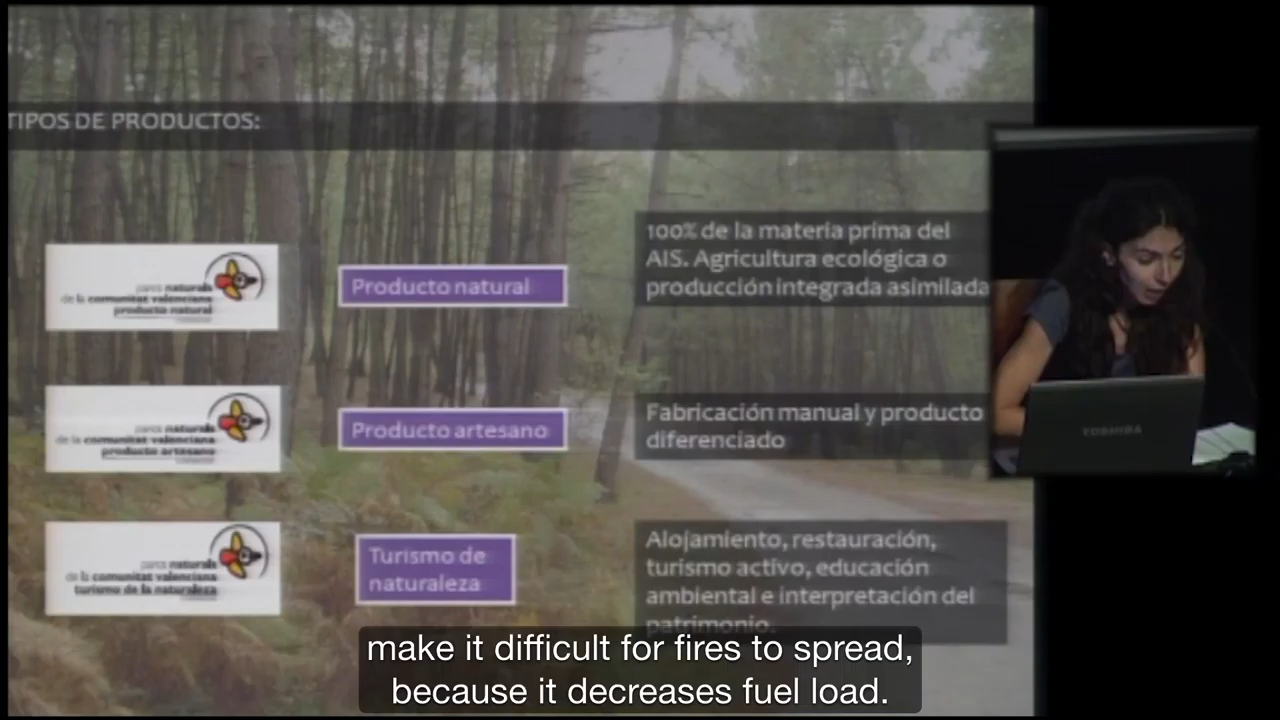 TIPOS DE PRODUCTOS:
parcs naturals
de la comunitat valenciana
producto natural
Producto natural
100% de la materia prima del
AIS. Agricultura ecológica o
producción integrada asimilada
parcs naturals
de la comunitat valenciana
producto artesano
Producto artesano
Fabricación manual y producto
diferenciado
parcs naturals
de la comunitat valenciana
turismo de la naturaleza
Turismo de
naturaleza
Alojamiento, restauración,
turismo activo, educación
ambiental e interpretación del
patrimonio.
TOSHIBA
make it difficult for fires to spread,
because it decreases fuel load.